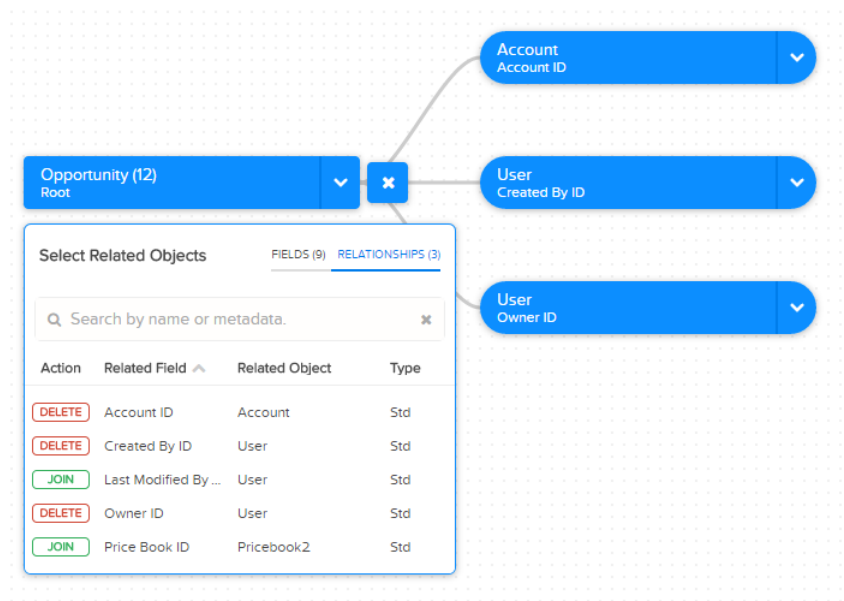 Account
Account ID
Opportunity (12)
Root
User
Created By ID
Select Related Objects FIELDS (9) RELATIONSHIPS (3)
User
Owner ID
Search by name or metadata.
Action Related Field Related Object Type
DELETE Account ID Account Std
DELETE Created By ID User Std
JOIN Last Modified By ... User Std
DELETE Owner ID User Std
JOIN Price Book ID Pricebook2 Std